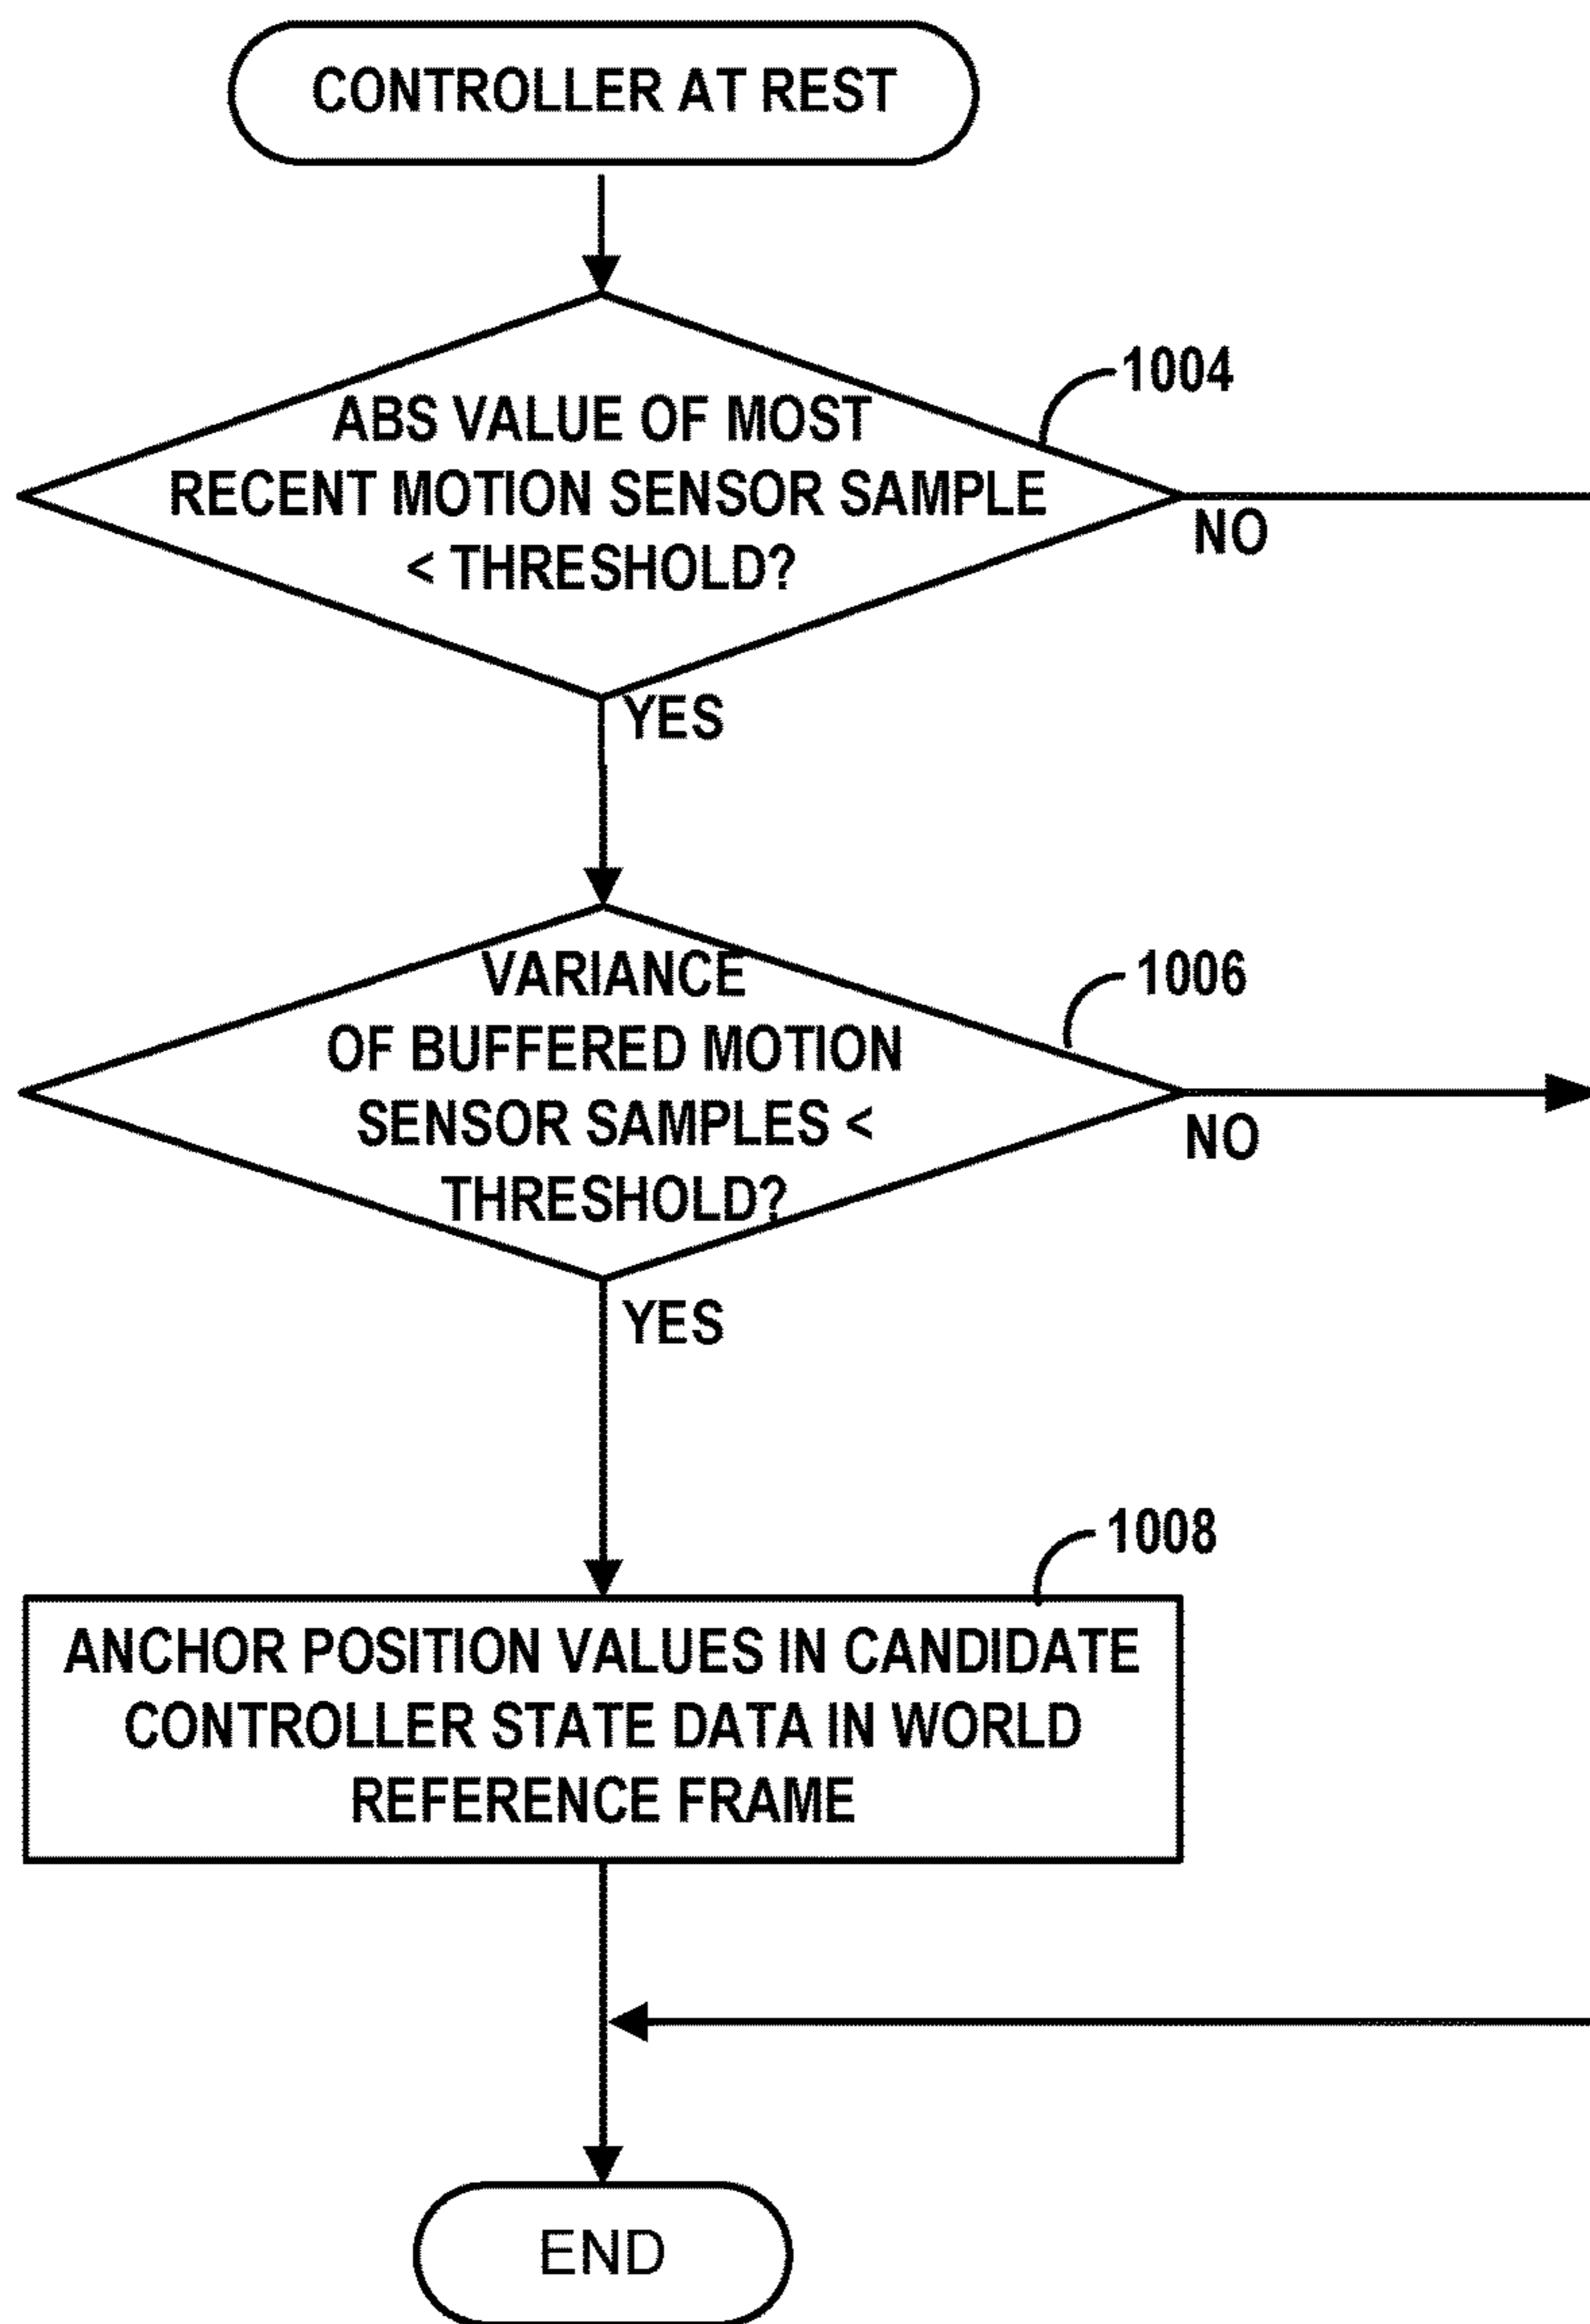 CONTROLLER AT REST
1004
ABS VALUE OF MOST
RECENT MOTION SENSOR SAMPLE
< THRESHOLD?
NO
YES
1006
VARIANCE
OF BUFFERED MOTION
SENSOR SAMPLES <
THRESHOLD?
NO
YES
1008
ANCHOR POSITION VALUES IN CANDIDATE
CONTROLLER STATE DATA IN WORLD
REFERENCE FRAME
END